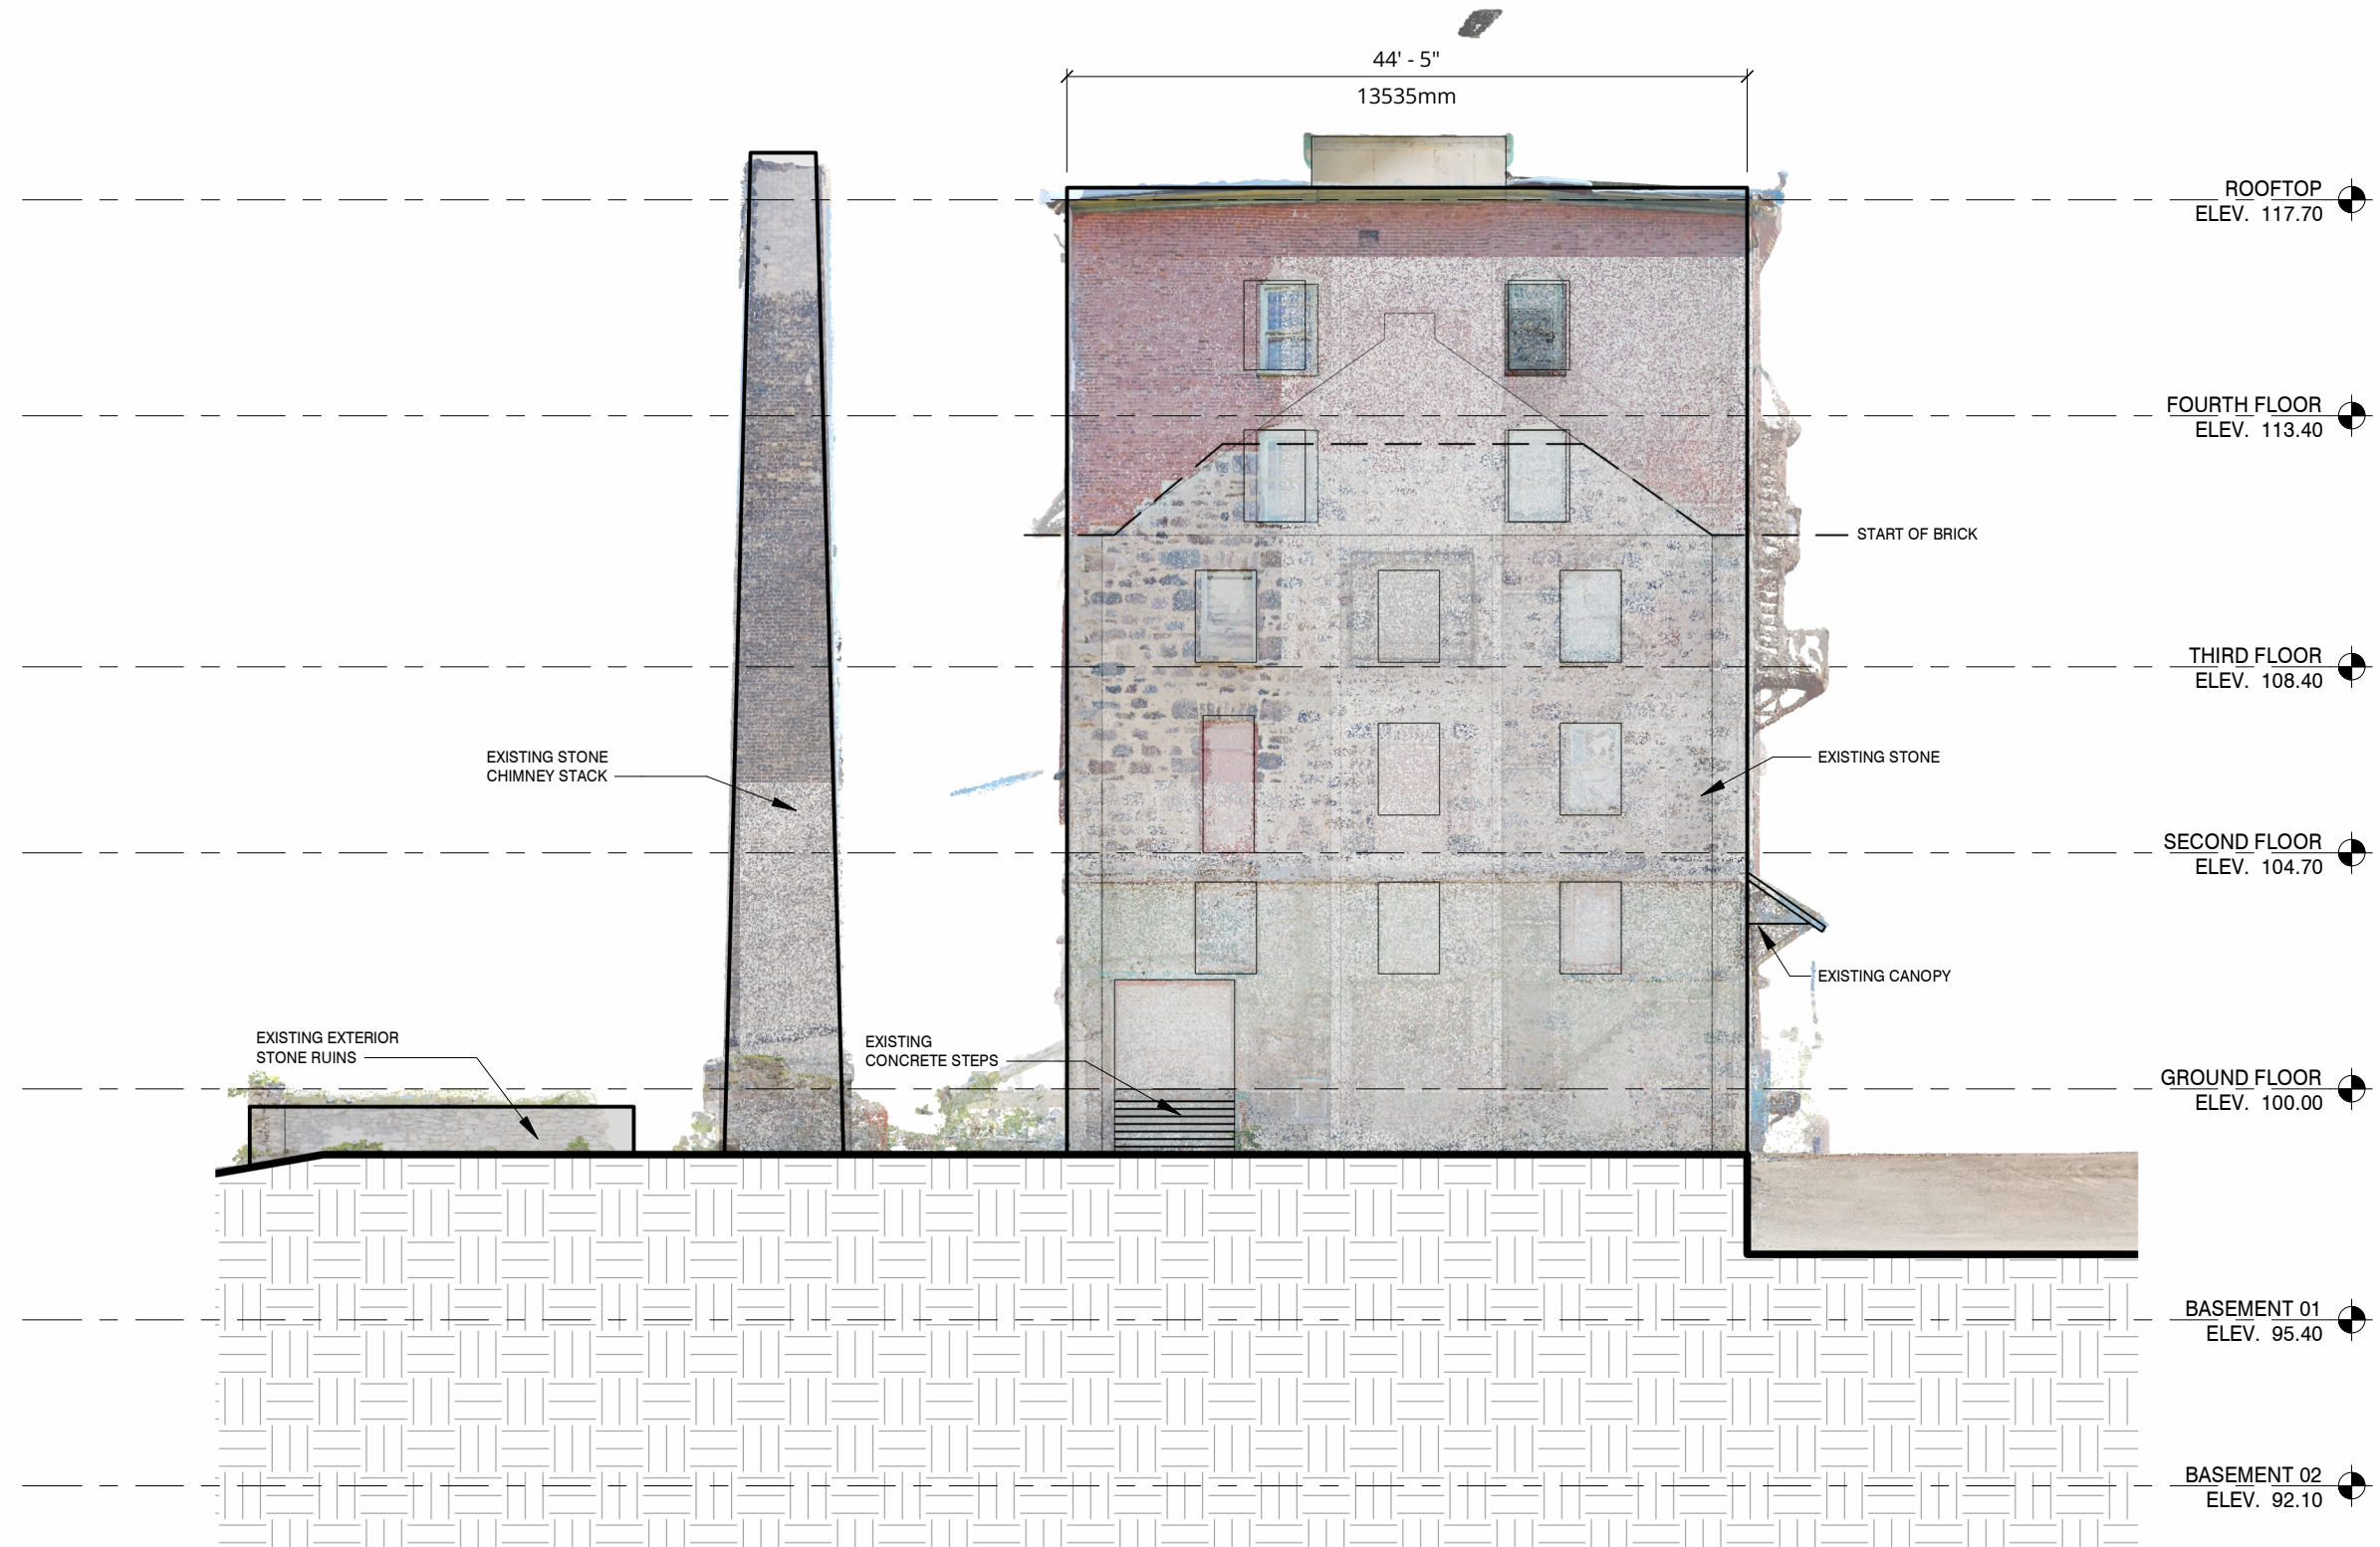 44' - 5"
13535mm
ROOFTOP
ELEV. 117.70
FOURTH FLOOR
ELEV. 113.40
START OF BRICK
THIRD FLOOR
ELEV. 108.40
EXISTING STONE
CHIMNEY STACK
EXISTING STONE
SECOND FLOOR
ELEV. 104.70
EXISTING CANOPY
EXISTING EXTERIOR
STONE RUINS
EXISTING
CONCRETE STEPS
GROUND FLOOR
ELEV. 100.00
BASEMENT 01
ELEV. 95.40
BASEMENT 02
ELEV. 92.10